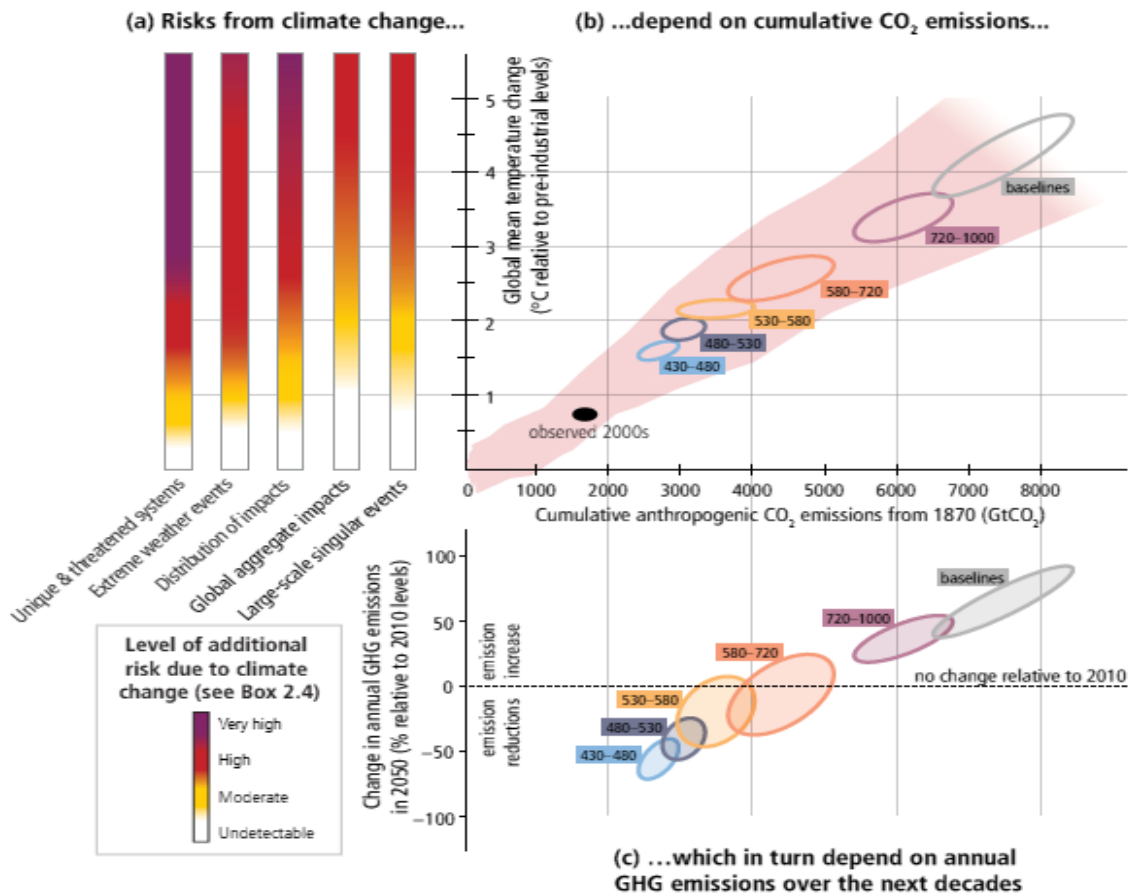 (a) Risks from climate change...
5
4
3
2
1
Global mean temperature change
(°C relative to pre-industrial levels)
Unique & threatened systems
Extreme weather events
Distribution of impacts
Global aggregate impacts
Large-scale singular events
Level of additional
risk due to climate
change (see Box 2.4)
Very high
High
Moderate
Undetectable
(b) ...depend on cumulative CO₂ emissions...
baselines
720–1000
580–720
530–580
480–530
430–480
observed 2000s
0 1000 2000 3000 4000 5000 6000 7000 8000
Cumulative anthropogenic CO₂ emissions from 1870 (GtCO₂)
Change in annual GHG emissions
in 2050 (% relative to 2010 levels)
100
50
0
−50
−100
emission
increase
emission
reductions
baselines
720–1000
580–720
no change relative to 2010
530–580
480–530
430–480
(c) ...which in turn depend on annual
GHG emissions over the next decades